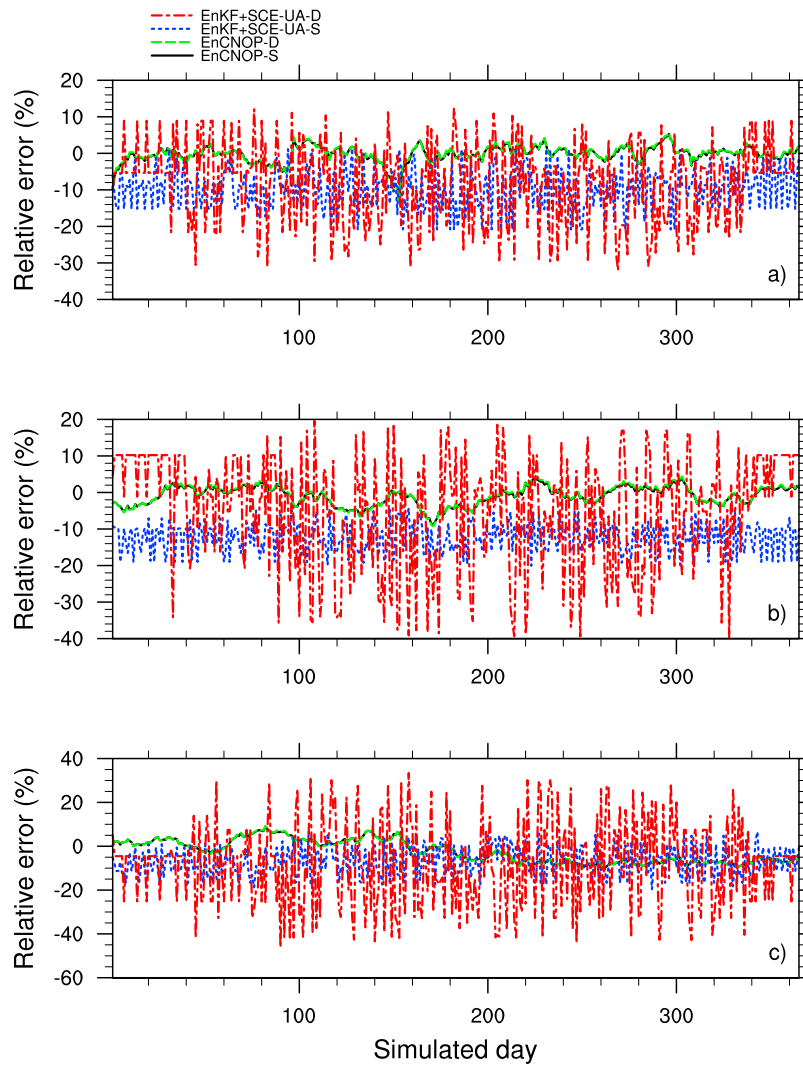 EnKF+SCE-UA-D
EnKF+SCE-UA-S
EnCNOP-D
EnCNOP-S
20
10
0
-10
-20
-30
-40
Relative error (%)
a)
100
200
300
20
10
0
-10
-20
-30
-40
Relative error (%)
b)
100
200
300
40
20
0
-20
-40
-60
Relative error (%)
c)
100
200
300
Simulated day